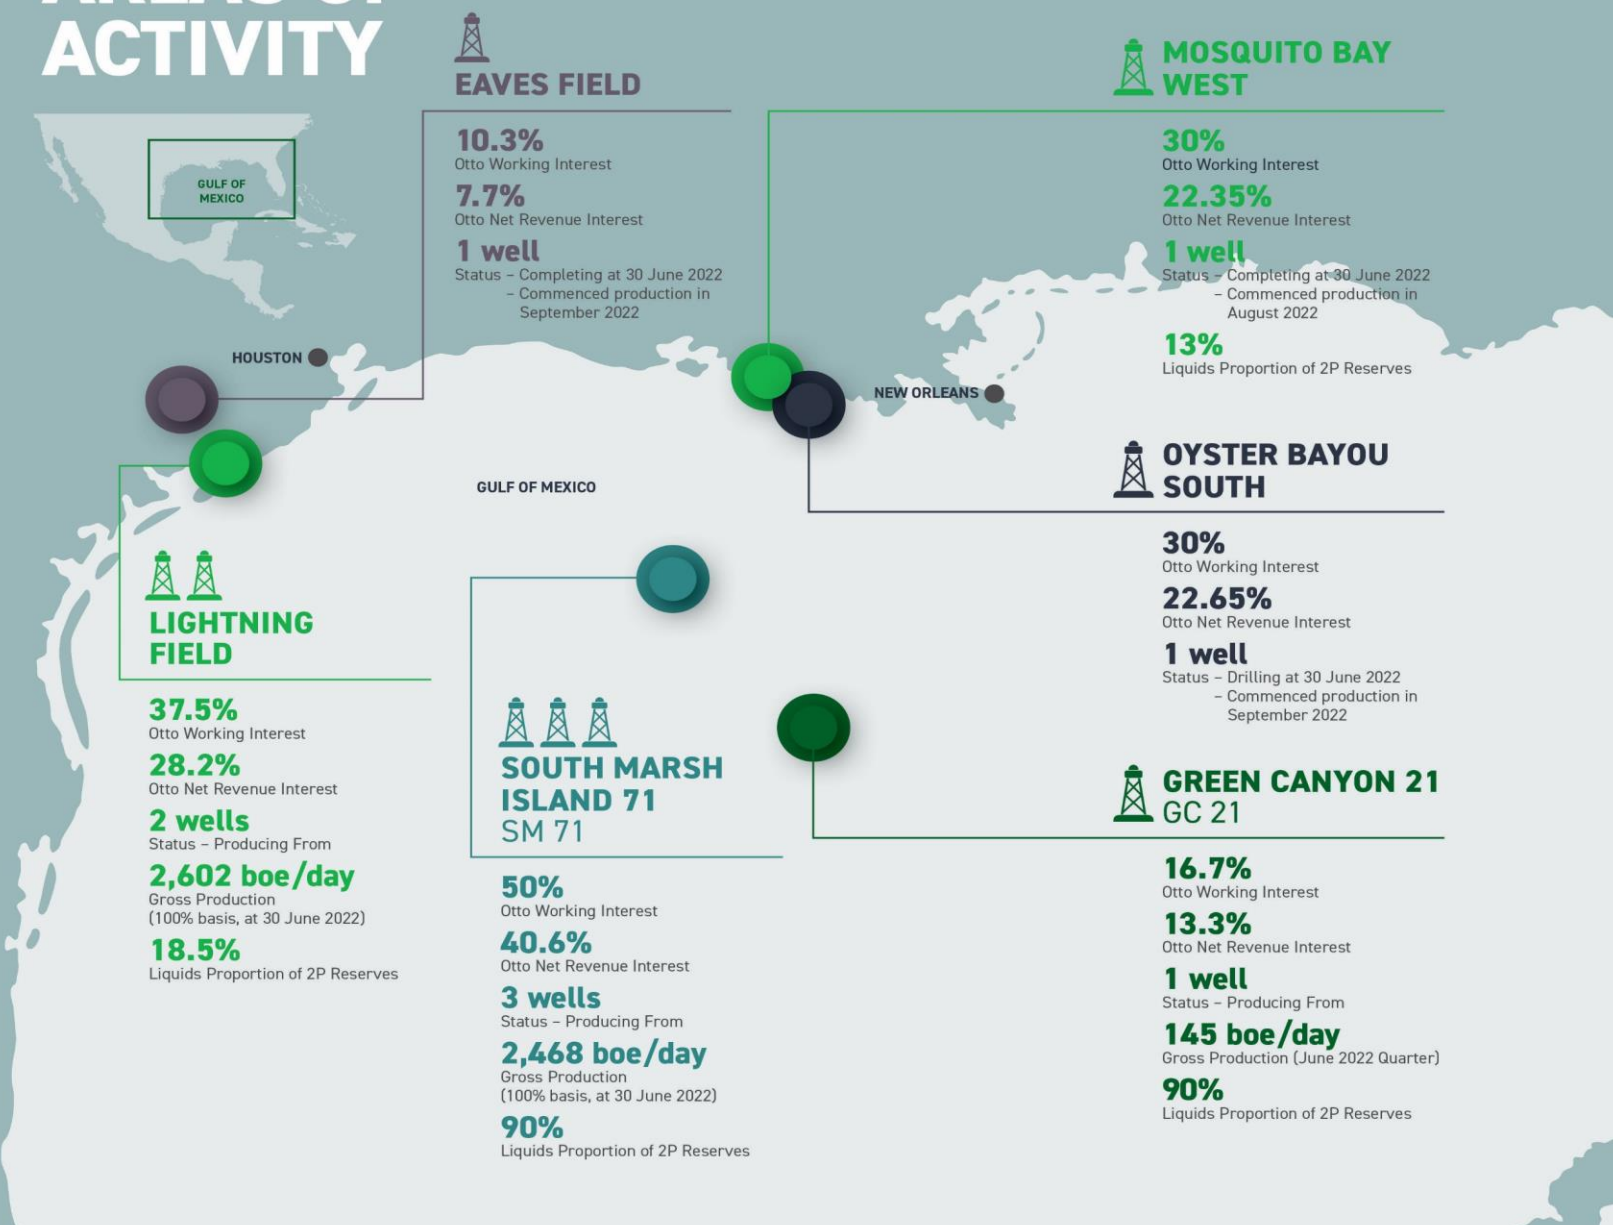 ACTIVITY
GULF OF
MEXICO
EAVES FIELD
10.3%
Otto Working Interest
7.7%
Otto Net Revenue Interest
1 well
Status – Completing at 30 June 2022
– Commenced production in
September 2022
MOSQUITO BAY
WEST
30%
Otto Working Interest
22.35%
Otto Net Revenue Interest
1 well
Status – Completing at 30 June 2022
– Commenced production in
August 2022
13%
Liquids Proportion of 2P Reserves
HOUSTON
NEW ORLEANS
GULF OF MEXICO
OYSTER BAYOU
SOUTH
30%
Otto Working Interest
22.65%
Otto Net Revenue Interest
1 well
Status – Drilling at 30 June 2022
– Commenced production in
September 2022
LIGHTNING
FIELD
37.5%
Otto Working Interest
28.2%
Otto Net Revenue Interest
2 wells
Status – Producing From
2,602 boe/day
Gross Production
(100% basis, at 30 June 2022)
18.5%
Liquids Proportion of 2P Reserves
SOUTH MARSH
ISLAND 71
SM 71
50%
Otto Working Interest
40.6%
Otto Net Revenue Interest
3 wells
Status – Producing From
2,468 boe/day
Gross Production
(100% basis, at 30 June 2022)
90%
Liquids Proportion of 2P Reserves
GREEN CANYON 21
GC 21
16.7%
Otto Working Interest
13.3%
Otto Net Revenue Interest
1 well
Status – Producing From
145 boe/day
Gross Production (June 2022 Quarter)
90%
Liquids Proportion of 2P Reserves